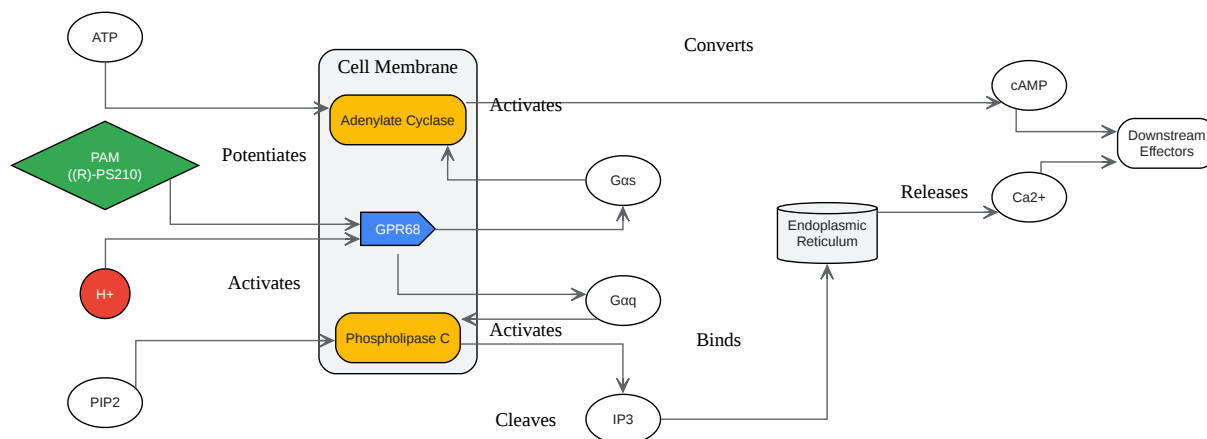 ATP
Converts
Cell Membrane
cAMP
Activates
Adenylate Cyclase
Downstream
Effectors
PAM
((R)-PS210)
Potentiates
Gαs
Releases
Ca2+
GPR68
Endoplasmic
Reticulum
Activates
H+
Gαq
Activates
Phospholipase C
Binds
PIP2
Cleaves
IP3